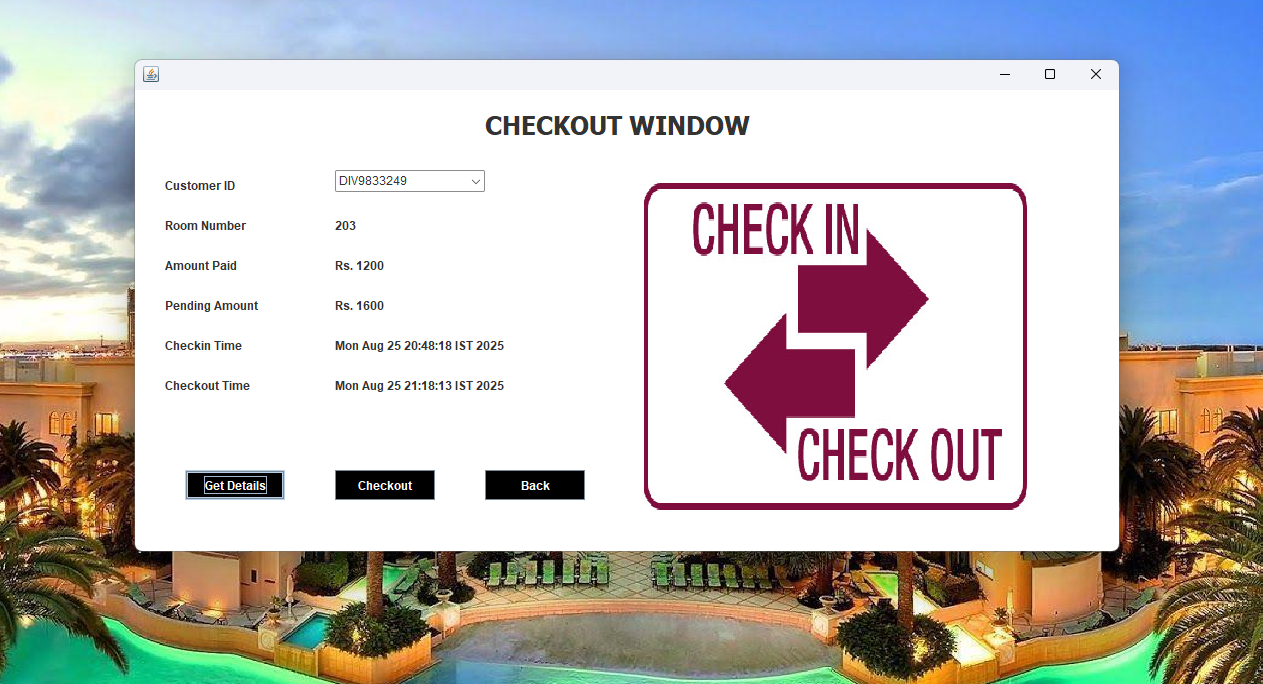 CHECKOUT WINDOW
Customer ID DIV9833249
Room Number 203
Amount Paid Rs. 1200
Pending Amount Rs. 1600
Checkin Time Mon Aug 25 20:48:18 IST 2025
Checkout Time Mon Aug 25 21:18:13 IST 2025
Get Details Checkout Back
CHECK IN
CHECK OUT